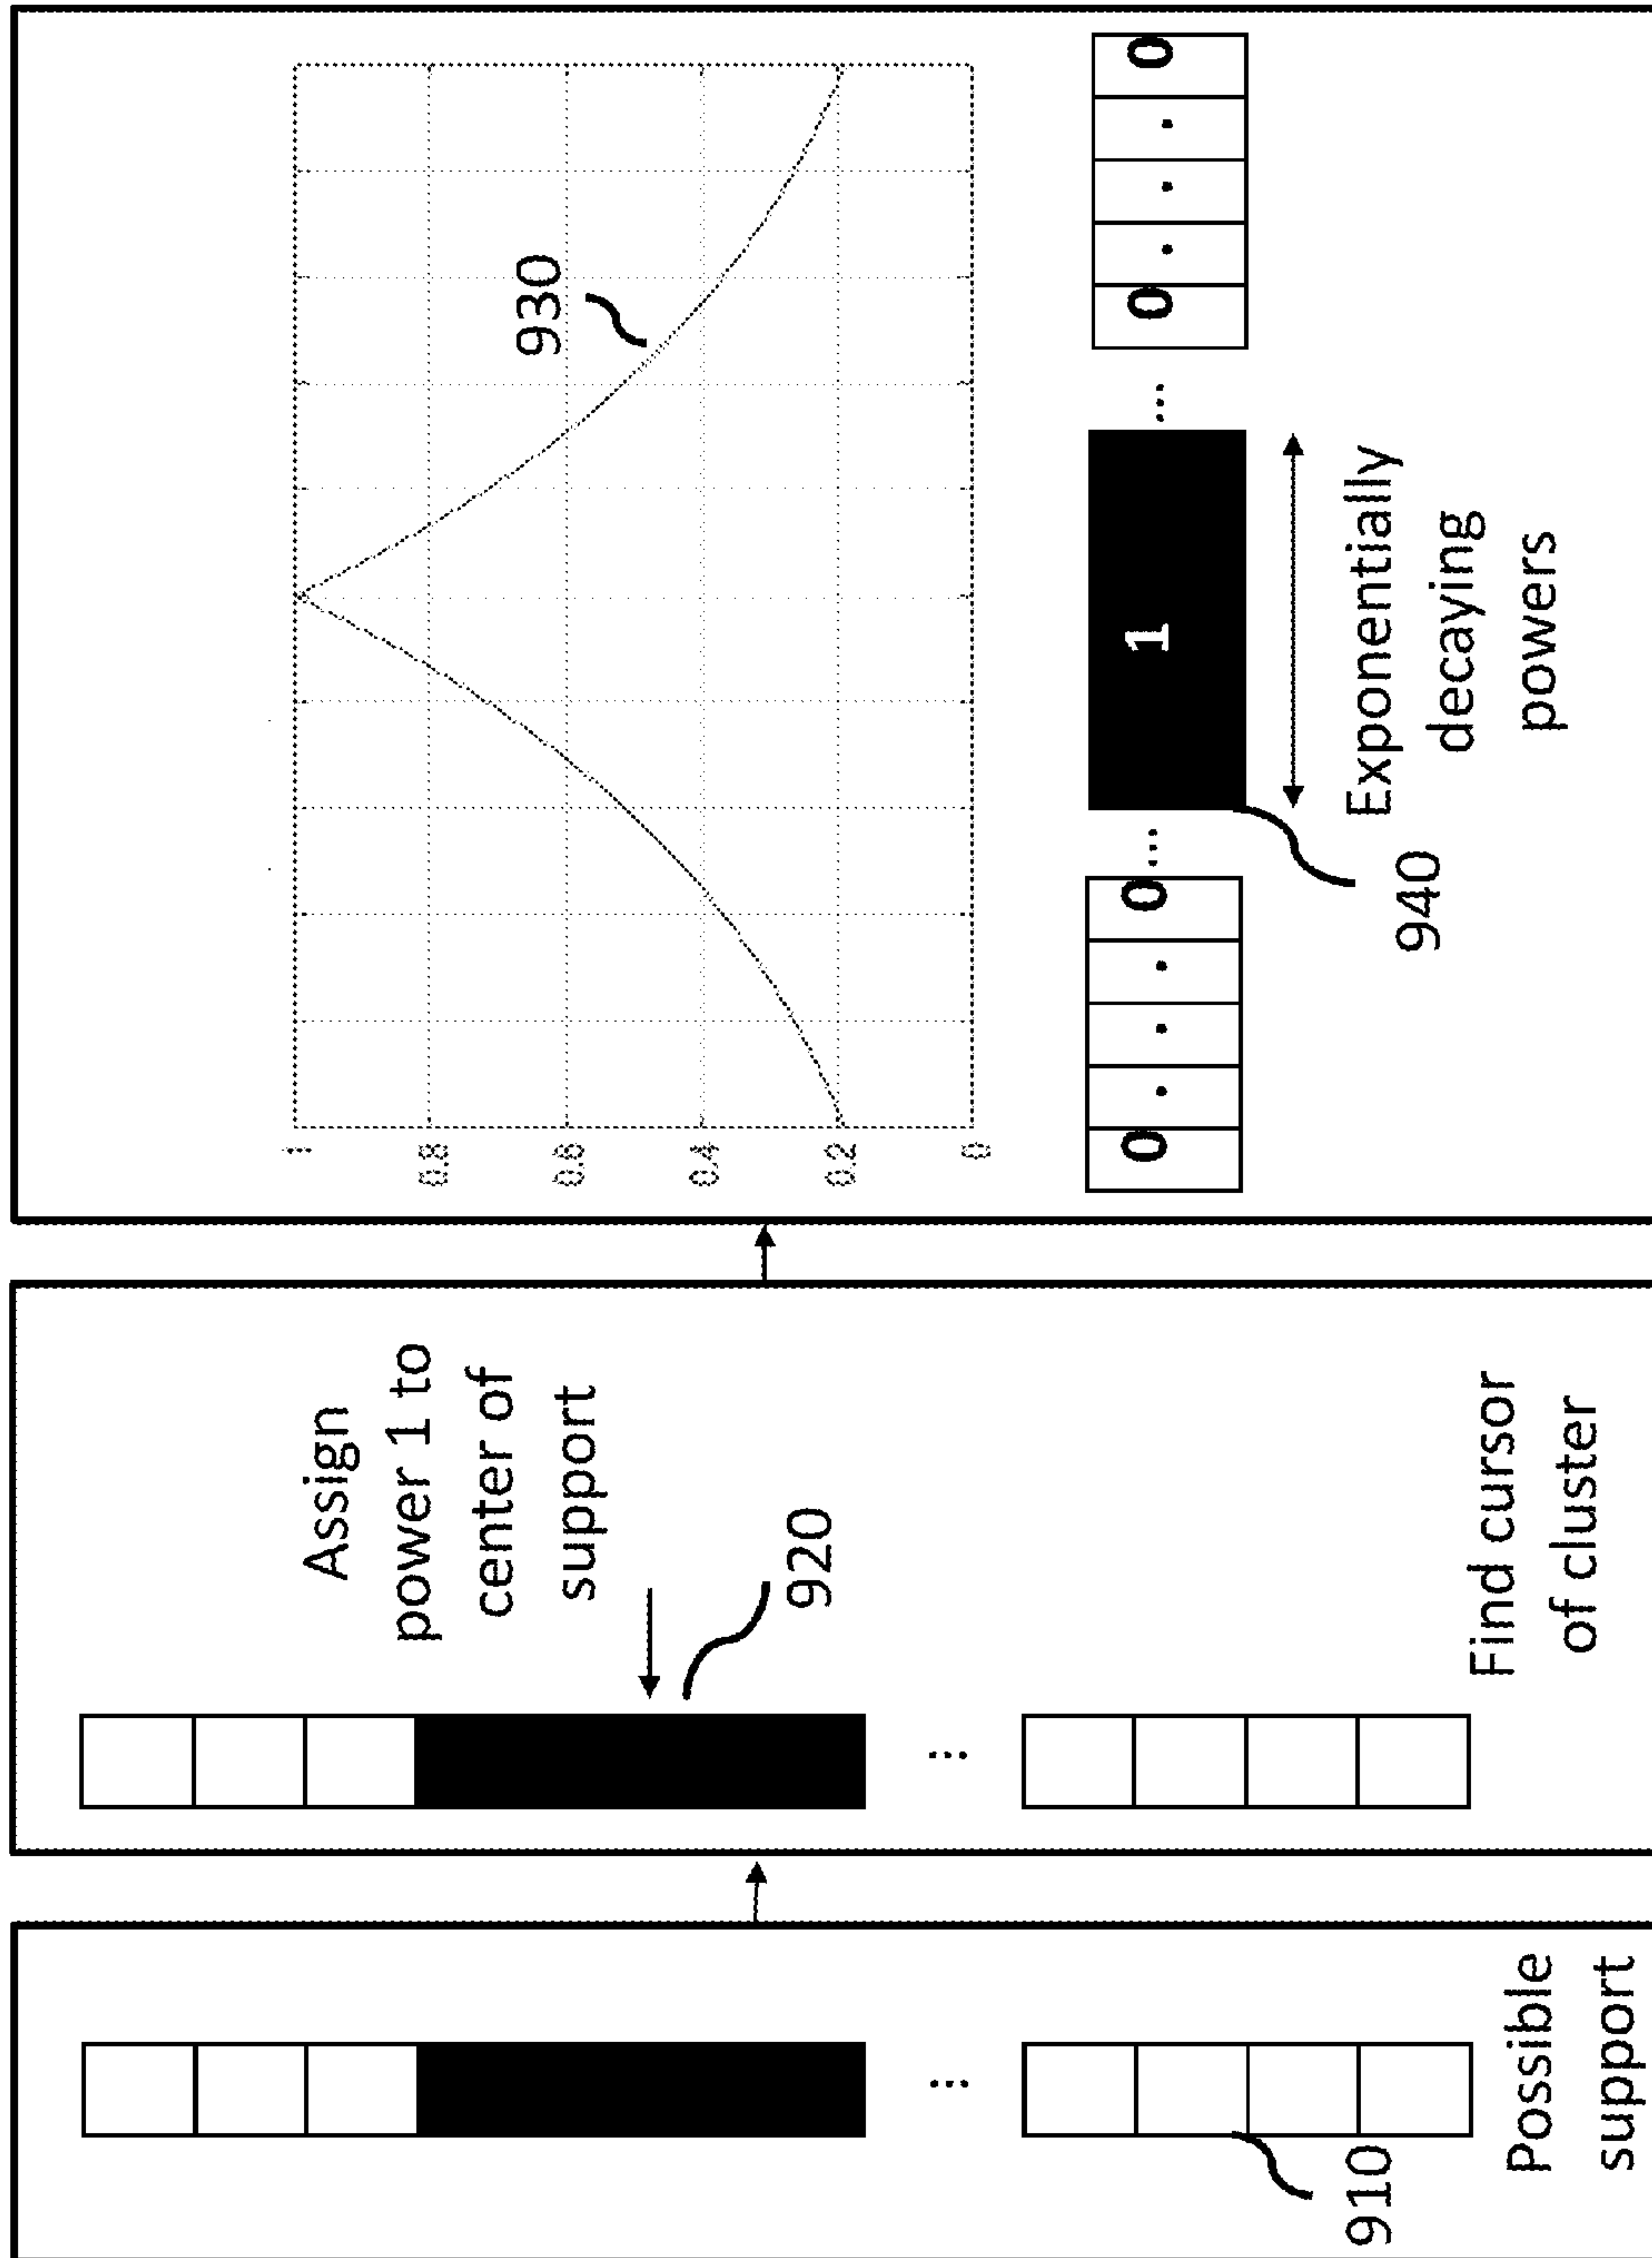 Possible
support
910
Assign
power 1 to
center of
support
920
Find cursor
of cluster
1
0.8
0.6
0.4
0.2
0
930
0 . . . 0 ... 1 ... 0 . . . 0
Exponentially
decaying
powers
940